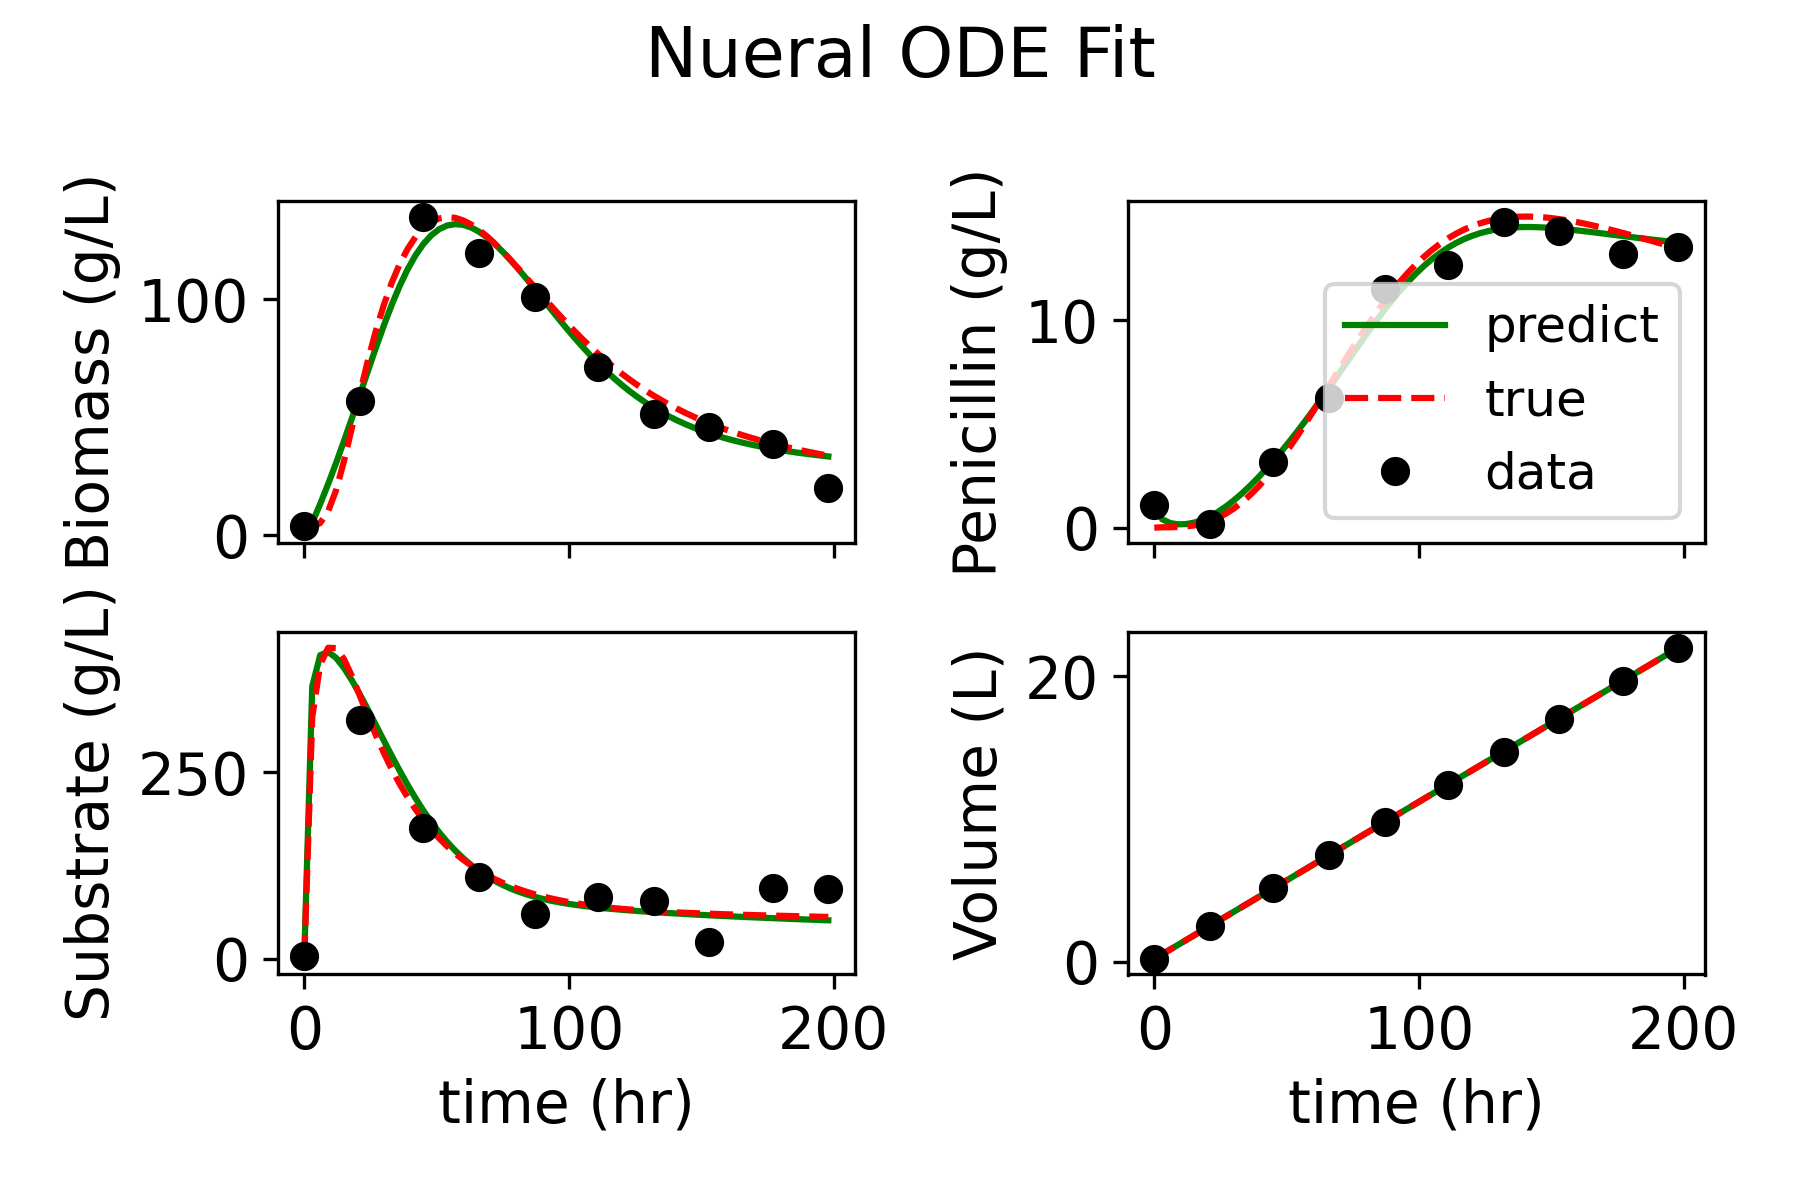 Nueral ODE Fit
Biomass (g/L)
100
0
Penicillin (g/L)
10
0
predict
true
data
Substrate (g/L)
250
0
0
100
200
time (hr)
Volume (L)
20
0
0
100
200
time (hr)